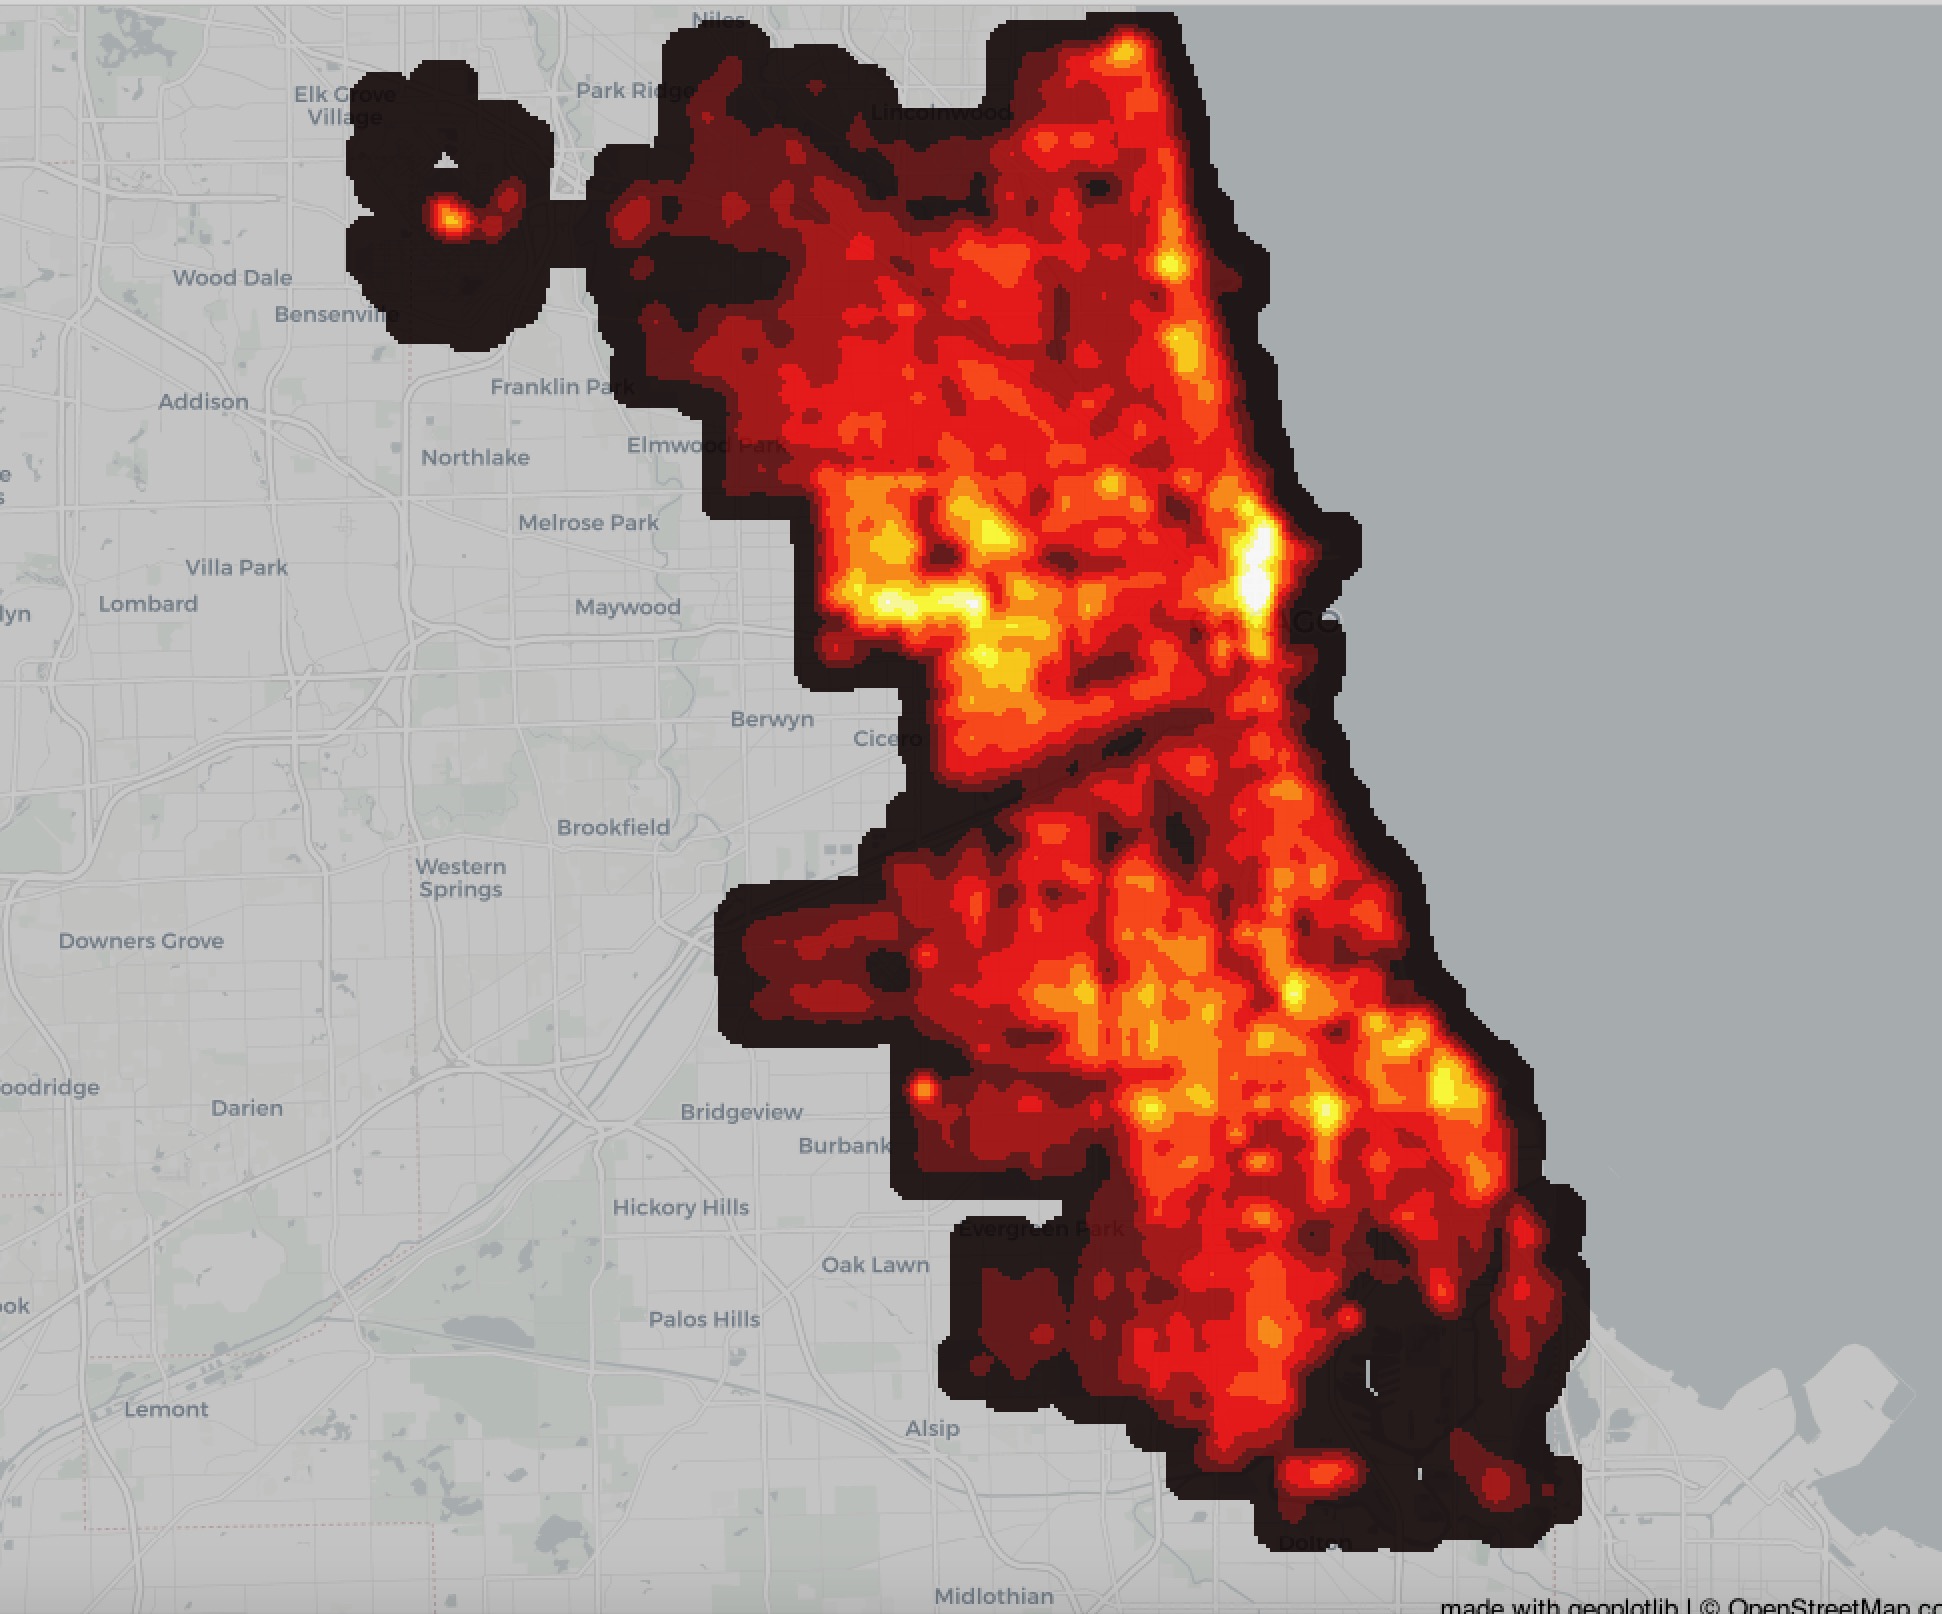 Niles
Elk Grove
Village
Park Ridge
Lincolnwood
Wood Dale
Bensenville
Franklin Park
Addison
Elmwood Park
Northlake
Melrose Park
Villa Park
Lombard
Maywood
Berwyn
Cicero
Brookfield
Western
Springs
Downers Grove
oodridge
Darien
Bridgeview
Burbank
Hickory Hills
Evergreen Park
Oak Lawn
Palos Hills
Lemont
Alsip
Dolton
Midlothian
made with geoplotlib | © OpenStreetMap co